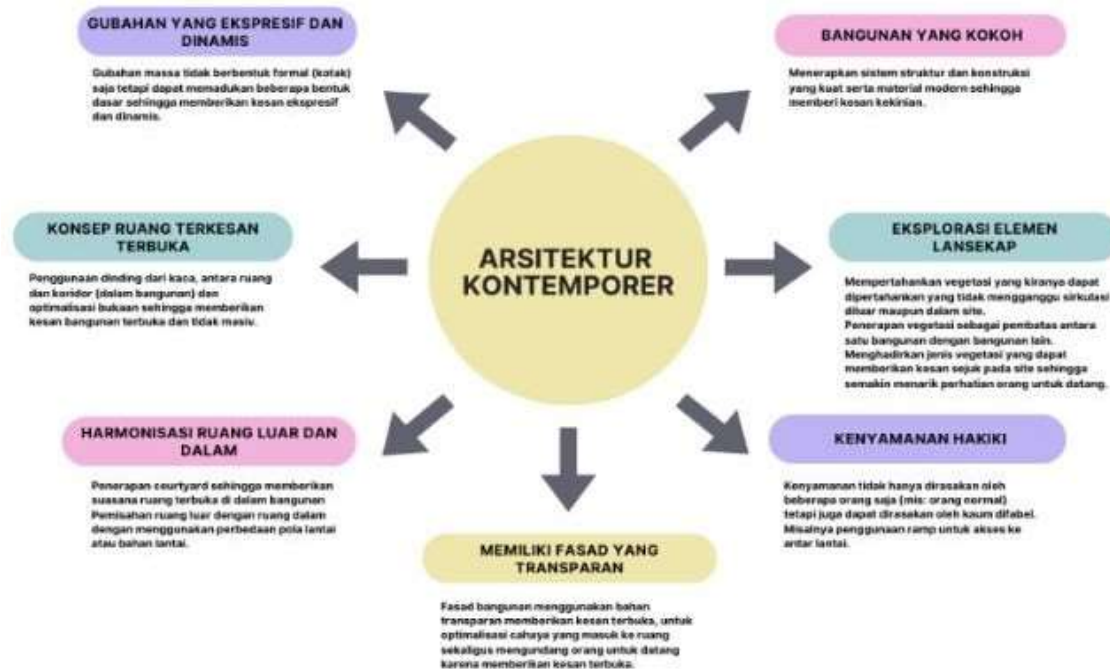 GUBAHAN YANG EKSPRESIF DAN
DINAMIS
Gubahan massa tidak berbentuk formal (kotak)
saja tetapi dapat memadukan beberapa bentuk
dasar sehingga memberikan kesan ekspresif
dan dinamis.
BANGUNAN YANG KOKOH
Menerapkan sistem struktur dan konstruksi
yang kuat serta material modern sehingga
memberi kesan kekinian.
KONSEP RUANG TERKESAN
TERBUKA
Penggunaan dinding dari kaca, antara ruang
dan koridor (dalam bangunan) dan
optimalisasi bukaan sehingga memberikan
kesan bangunan terbuka dan tidak masiv.
ARSITEKTUR
KONTEMPORER
EKSPLORASI ELEMEN
LANSEKAP
Mempertahankan vegetasi yang kiranya dapat
dipertahankan yang tidak mengganggu sirkulasi
diluar maupun dalam site.
Penerapan vegetasi sebagai pembatas antara
satu bangunan dengan bangunan lain.
Menghadirkan jenis vegetasi yang dapat
memberikan kesan sejuk pada site sehingga
semakin menarik perhatian orang untuk datang.
HARMONISASI RUANG LUAR DAN
DALAM
Penerapan courtyard sehingga memberikan
suasana ruang terbuka di dalam bangunan
Pemisahan ruang luar dengan ruang dalam
dengan menggunakan perbedaan pola lantai
atau bahan lantai.
KENYAMANAN HAKIKI
Kenyamanan tidak hanya dirasakan oleh
beberapa orang saja (mis: orang normal)
tetapi juga dapat dirasakan oleh kaum difabel.
Misalnya penggunaan ramp untuk akses ke
antar lantai.
MEMILIKI FASAD YANG
TRANSPARAN
Fasad bangunan menggunakan bahan
transparan memberikan kesan terbuka, untuk
optimalisasi cahaya yang masuk ke ruang
sekaligus mengundang orang untuk datang
karena memberikan kesan terbuka.